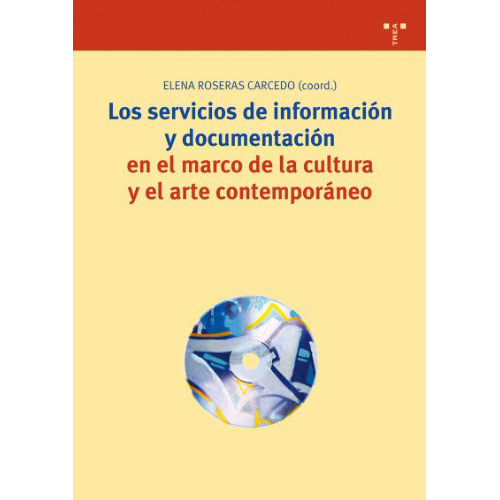 TREA
ELENA ROSERAS CARCEDO (coord.)
Los servicios de información
y documentación
en el marco de la cultura
y el arte contemporáneo